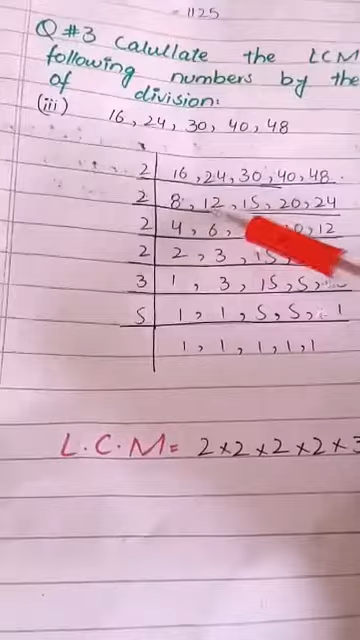 1125
Q #3 Calullate the LCM
following numbers by the
of division:
(iii) 16, 24, 30, 40, 48
2 16, 24, 30, 40, 48
2 8, 12, 15, 20, 24
2 4, 6, 12
2 2, 3, 15,
3 1, 3, 15, 5,
5 1, 1, 5, 5, 1
1, 1, 1, 1, 1
L.C.M= 2×2×2×2×3